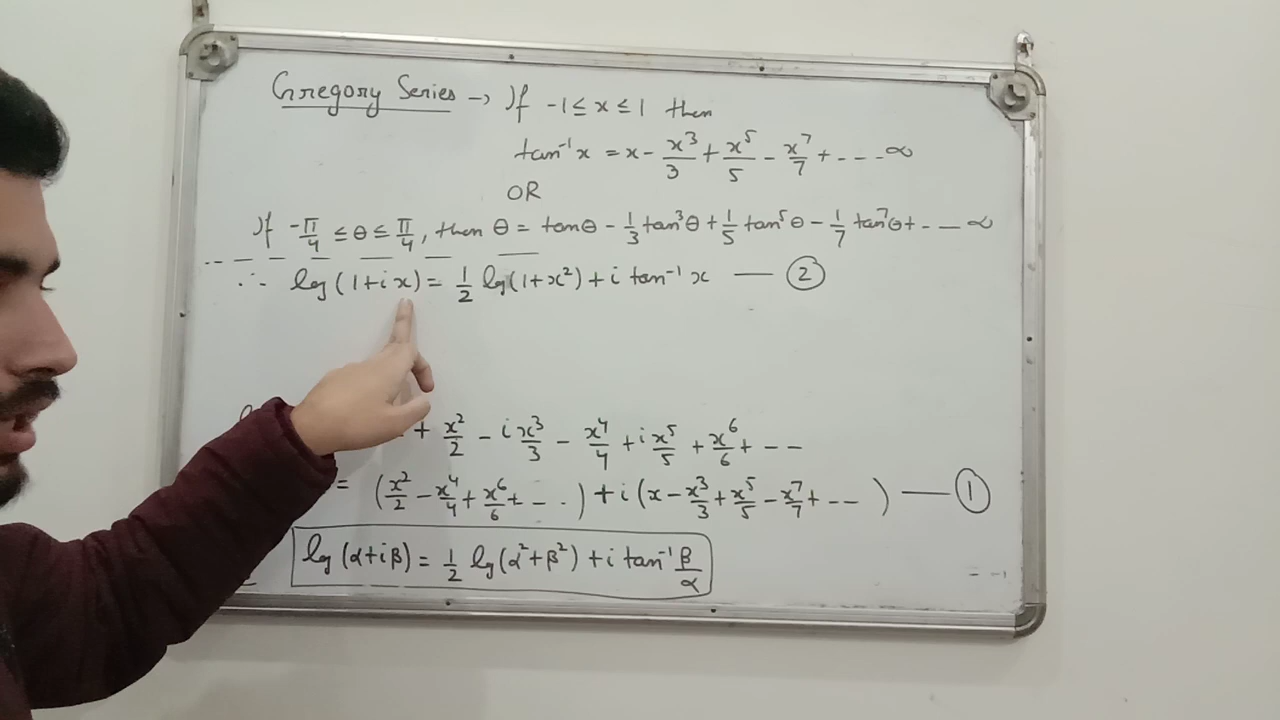 Gregory Series → If -1 ≤ x ≤ 1 then
tan⁻¹x = x - x³/3 + x⁵/5 - x⁷/7 + --- ∞
OR
If -π/4 ≤ θ ≤ π/4, then θ = tanθ - 1/3 tan³θ + 1/5 tan⁵θ - 1/7 tan⁷θ + --- ∞
∴ log(1+ix) = 1/2 log(1+x²) + i tan⁻¹ x — ②
+ x²/2 - i x³/3 - x⁴/4 + i x⁵/5 + x⁶/6 + --
= (x²/2 - x⁴/4 + x⁶/6 + --.) + i(x - x³/3 + x⁵/5 - x⁷/7 + --) — ①
log(α+iβ) = 1/2 log(α²+β²) + i tan⁻¹ β/α